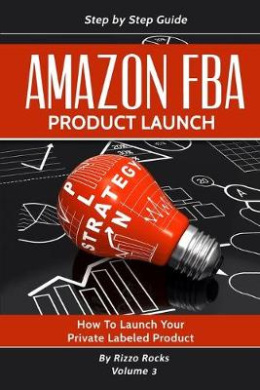 Step by Step Guide
AMAZON FBA
PRODUCT LAUNCH
PLAN
STRATEGY
How To Launch Your
Private Labeled Product
By Rizzo Rocks
Volume 3